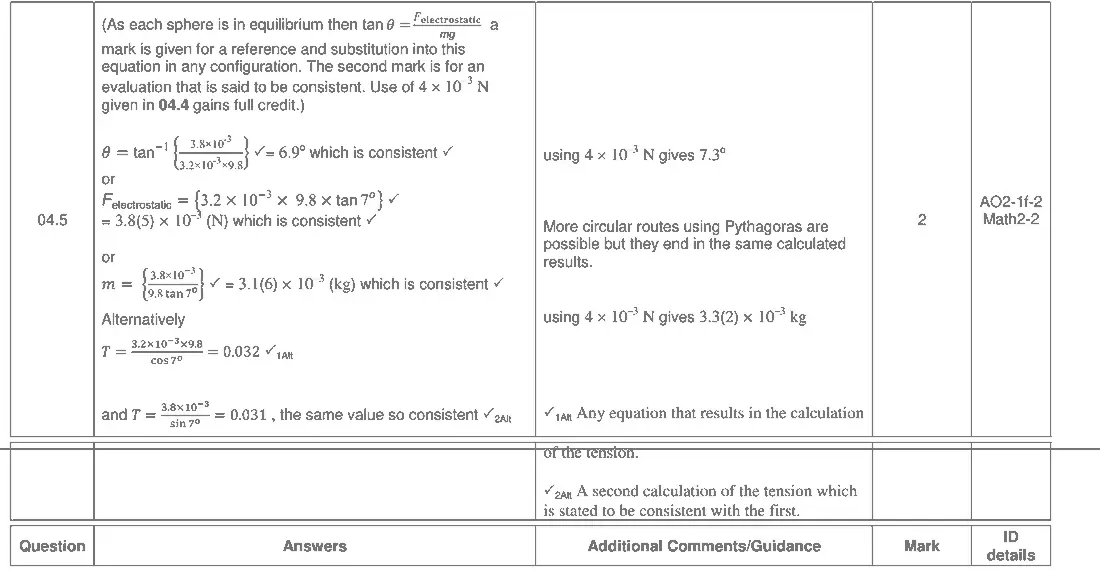 (As each sphere is in equilibrium then tan θ = F_electrostatic / mg a
mark is given for a reference and substitution into this
equation in any configuration. The second mark is for an
evaluation that is said to be consistent. Use of 4 × 10⁻³ N
given in 04.4 gains full credit.)
θ = tan⁻¹ {3.8×10⁻³ / 3.2×10⁻³×9.8} ✓= 6.9⁰ which is consistent ✓
or
F_electrostatic = {3.2 × 10⁻³ × 9.8 × tan 7⁰} ✓
= 3.8(5) × 10⁻³ (N) which is consistent ✓
or
m = {3.8×10⁻³ / 9.8 tan 7⁰} ✓ = 3.1(6) × 10⁻³ (kg) which is consistent ✓
Alternatively
T = 3.2×10⁻³×9.8 / cos 7⁰ = 0.032 ✓1Alt
and T = 3.8×10⁻³ / sin 7⁰ = 0.031 , the same value so consistent ✓2Alt
04.5
using 4 × 10⁻³ N gives 7.3⁰
More circular routes using Pythagoras are
possible but they end in the same calculated
results.
using 4 × 10⁻³ N gives 3.3(2) × 10⁻³ kg
✓1Alt Any equation that results in the calculation
of the tension.
✓2Alt A second calculation of the tension which
is stated to be consistent with the first.
2
AO2-1f-2
Math2-2
Question
Answers
Additional Comments/Guidance
Mark
ID
details